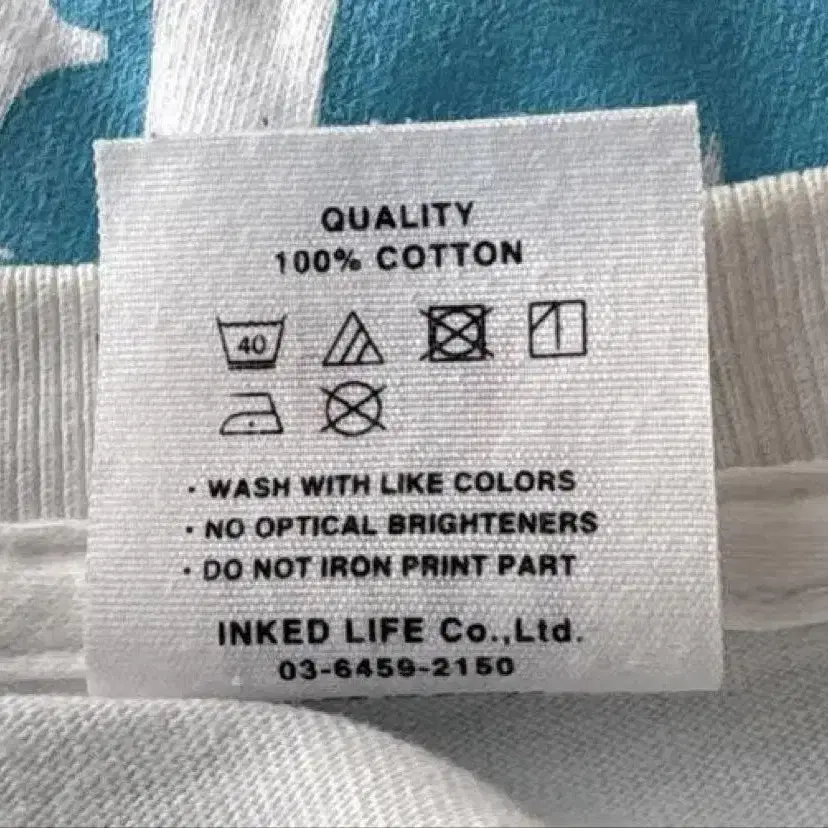 QUALITY
100% COTTON
40
· WASH WITH LIKE COLORS
· NO OPTICAL BRIGHTENERS
· DO NOT IRON PRINT PART
INKED LIFE Co.,Ltd.
03-6459-2150